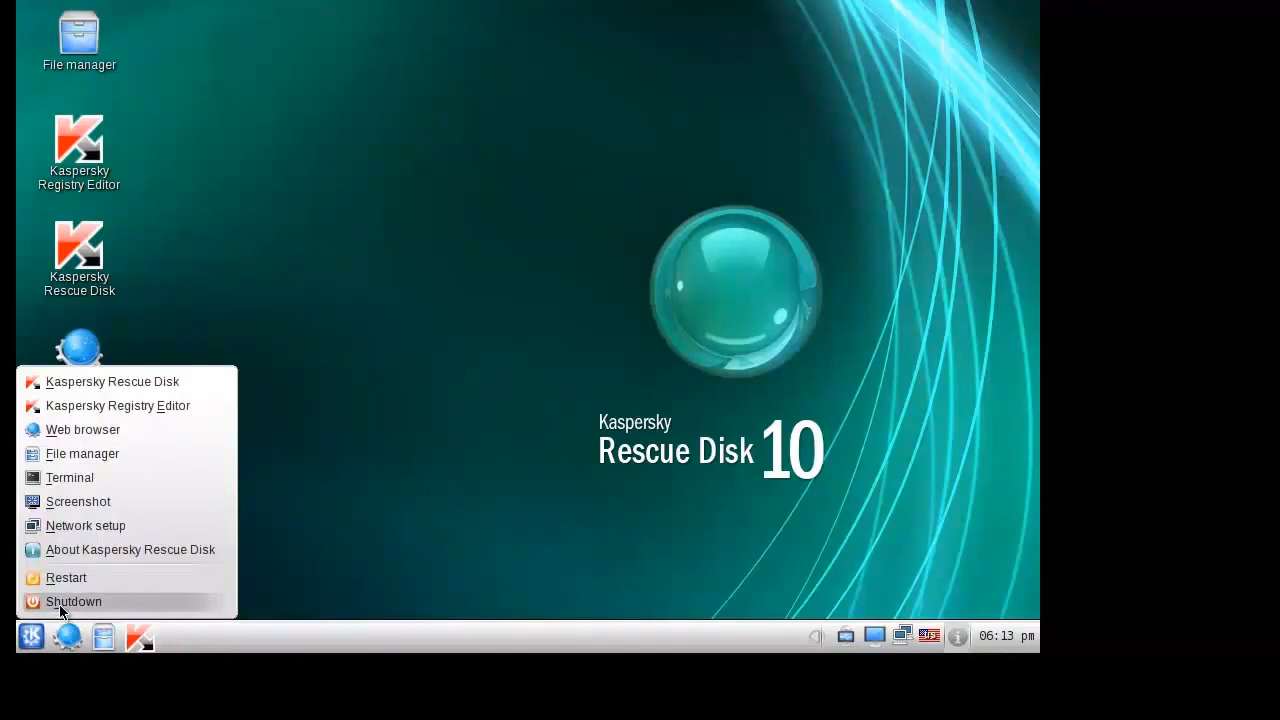 File manager
Kaspersky
Registry Editor
Kaspersky
Rescue Disk
Kaspersky Rescue Disk
Kaspersky Registry Editor
Web browser
File manager
Terminal
Screenshot
Network setup
About Kaspersky Rescue Disk
Restart
Shutdown
Kaspersky
Rescue Disk 10
US
06:13 pm